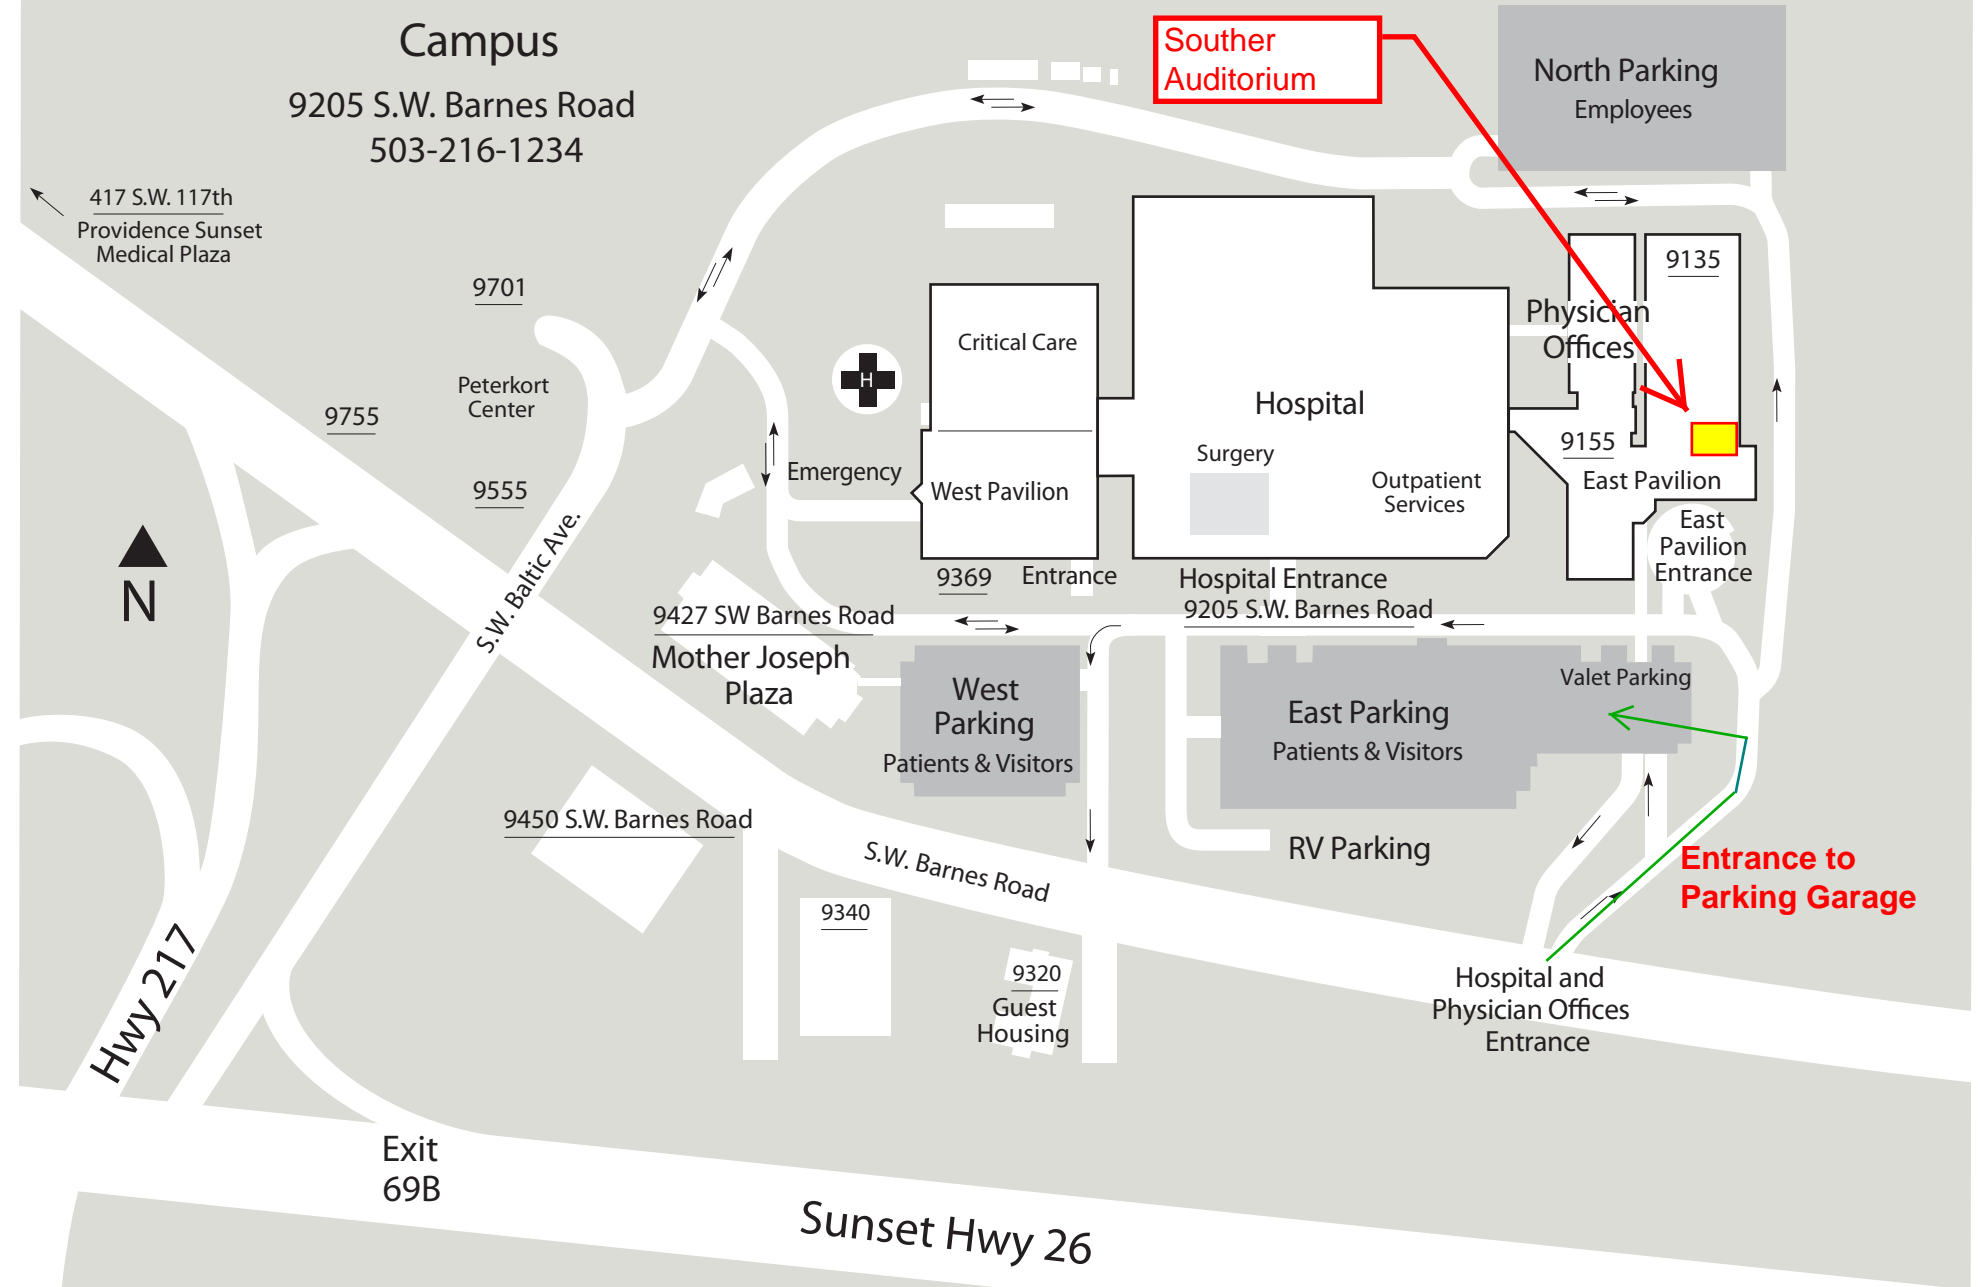 Campus
9205 S.W. Barnes Road
503-216-1234
Souther
Auditorium
North Parking
Employees
417 S.W. 117th
Providence Sunset
Medical Plaza
9701
Peterkort
Center
9755
9555
N
S.W. Baltic Ave.
H
Critical Care
Emergency
West Pavilion
Hospital
Surgery
Outpatient
Services
Physician
Offices
9135
9155
East Pavilion
East
Pavilion
Entrance
9369
Entrance
Hospital Entrance
9205 S.W. Barnes Road
9427 SW Barnes Road
Mother Joseph
Plaza
West
Parking
Patients & Visitors
East Parking
Patients & Visitors
Valet Parking
RV Parking
9450 S.W. Barnes Road
S.W. Barnes Road
Entrance to
Parking Garage
9340
9320
Guest
Housing
Hospital and
Physician Offices
Entrance
Hwy 217
Exit
69B
Sunset Hwy 26